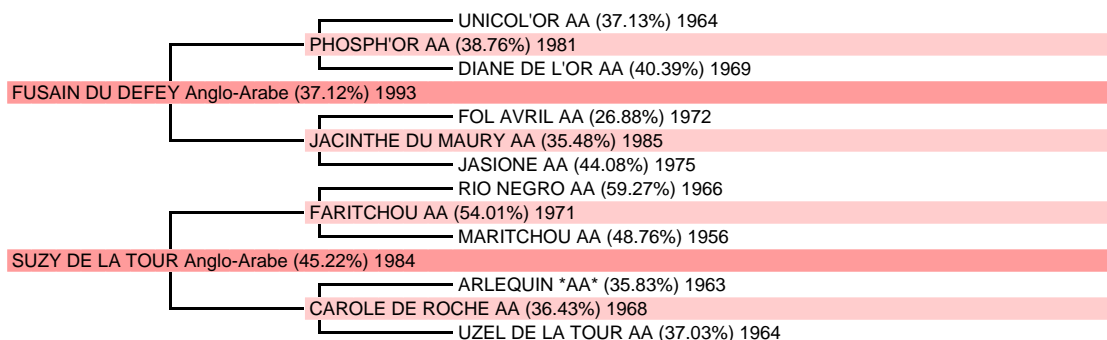 UNICOL'OR AA (37.13%) 1964
PHOSPH'OR AA (38.76%) 1981
DIANE DE L'OR AA (40.39%) 1969
FUSAIN DU DEFEY Anglo-Arabe (37.12%) 1993
FOL AVRIL AA (26.88%) 1972
JACINTHE DU MAURY AA (35.48%) 1985
JASIONE AA (44.08%) 1975
RIO NEGRO AA (59.27%) 1966
FARITCHOU AA (54.01%) 1971
MARITCHOU AA (48.76%) 1956
SUZY DE LA TOUR Anglo-Arabe (45.22%) 1984
ARLEQUIN *AA* (35.83%) 1963
CAROLE DE ROCHE AA (36.43%) 1968
UZEL DE LA TOUR AA (37.03%) 1964